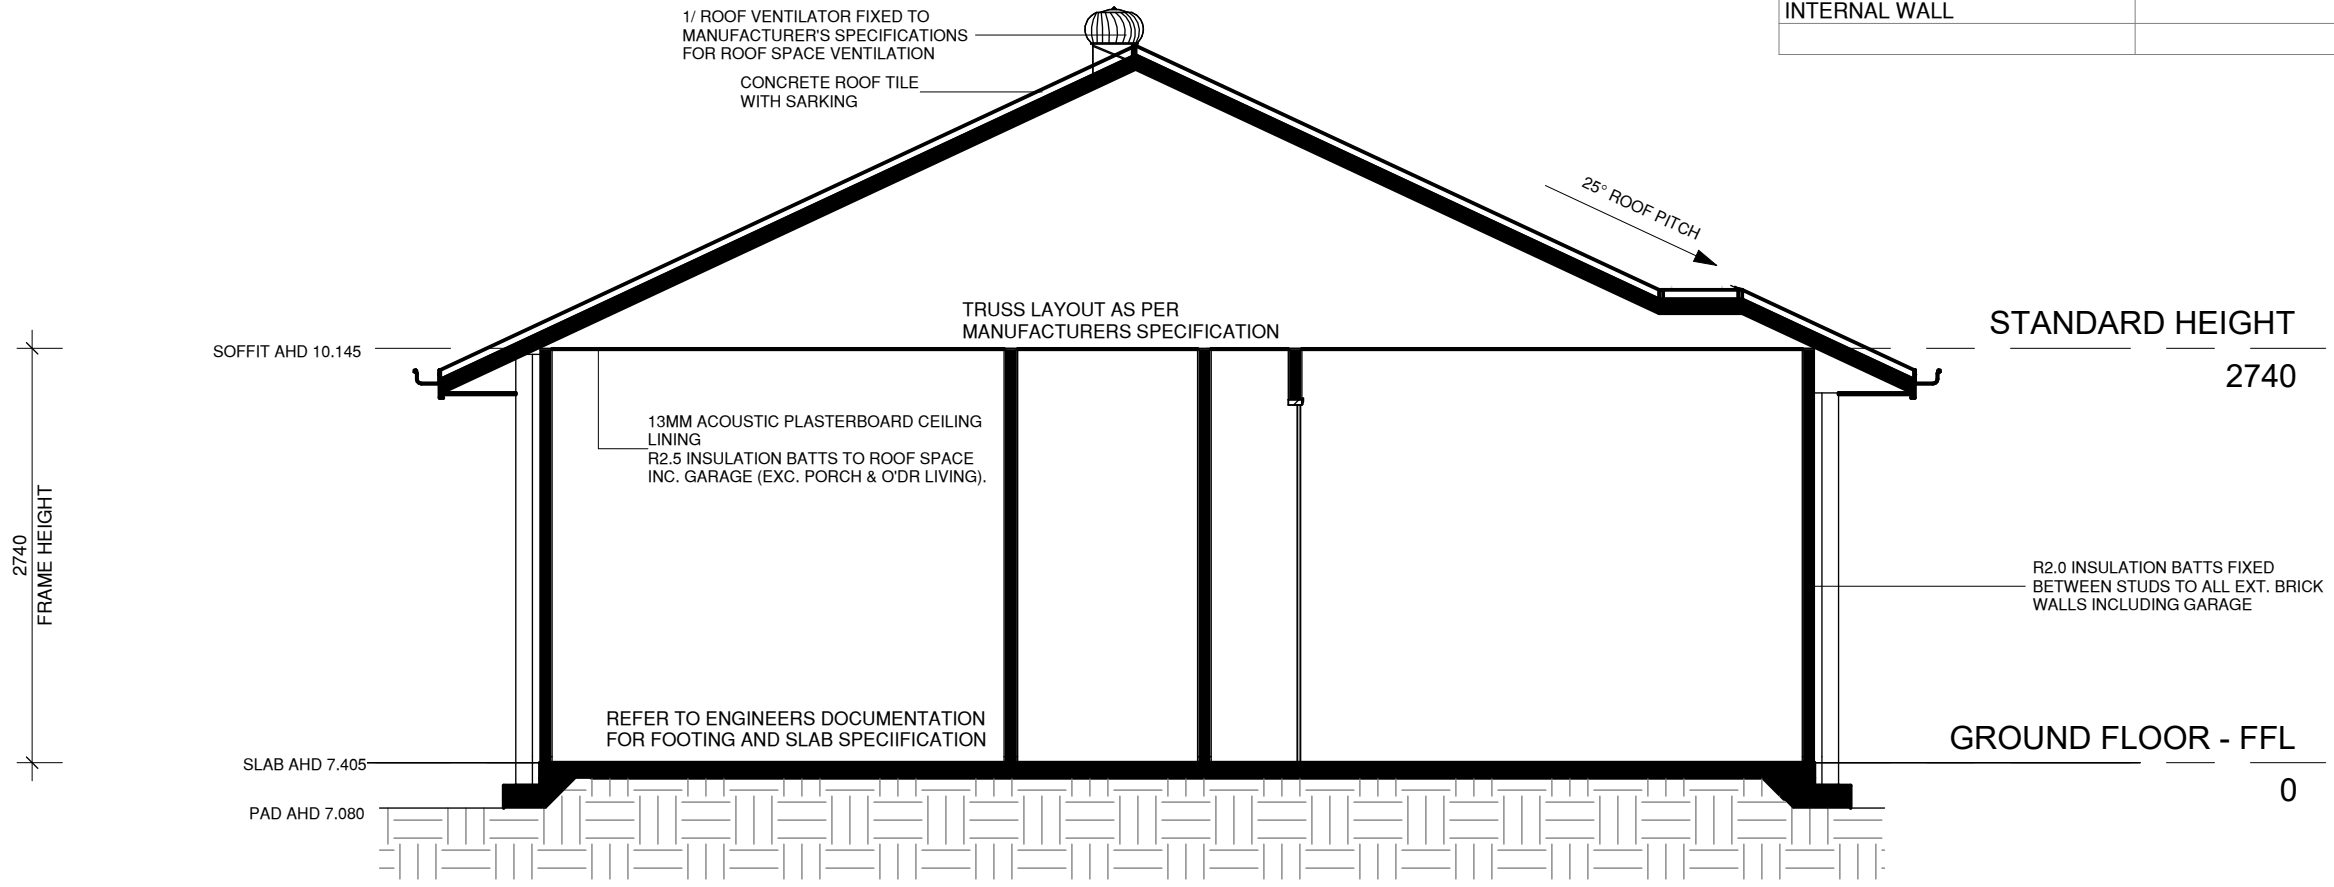 INTERNAL WALL
1/ ROOF VENTILATOR FIXED TO
MANUFACTURER'S SPECIFICATIONS
FOR ROOF SPACE VENTILATION
CONCRETE ROOF TILE
WITH SARKING
25° ROOF PITCH
TRUSS LAYOUT AS PER
MANUFACTURERS SPECIFICATION
STANDARD HEIGHT
2740
SOFFIT AHD 10.145
13MM ACOUSTIC PLASTERBOARD CEILING
LINING
R2.5 INSULATION BATTS TO ROOF SPACE
INC. GARAGE (EXC. PORCH & O'DR LIVING).
2740
FRAME HEIGHT
R2.0 INSULATION BATTS FIXED
BETWEEN STUDS TO ALL EXT. BRICK
WALLS INCLUDING GARAGE
REFER TO ENGINEERS DOCUMENTATION
FOR FOOTING AND SLAB SPECIIFICATION
GROUND FLOOR - FFL
0
SLAB AHD 7.405
PAD AHD 7.080